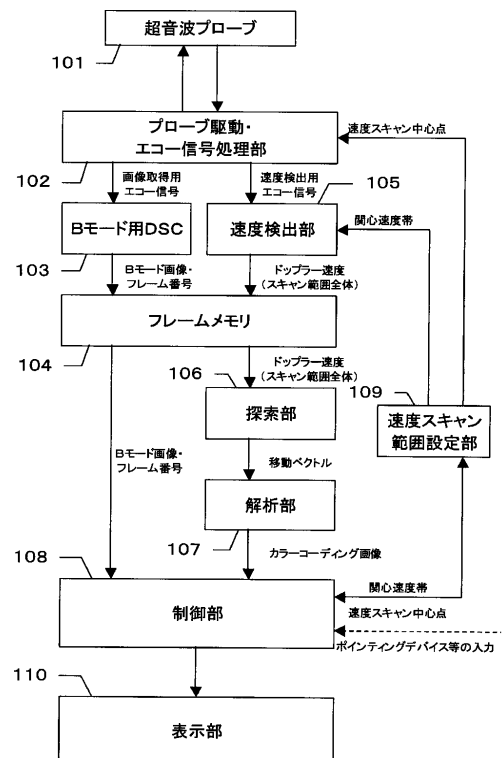 超音波プローブ
101
プローブ駆動・
エコー信号処理部
102
速度スキャン中心点
画像取得用
エコー信号
速度検出用
エコー信号
105
関心速度帯
Bモード用DSC
103
速度検出部
Bモード画像・
フレーム番号
ドップラー速度
(スキャン範囲全体)
フレームメモリ
104
ドップラー速度
(スキャン範囲全体)
106
探索部
109
速度スキャン
範囲設定部
Bモード画像・
フレーム番号
移動ベクトル
解析部
107
カラーコーディング画像
108
制御部
関心速度帯
速度スキャン中心点
ポインティングデバイス等の入力
110
表示部